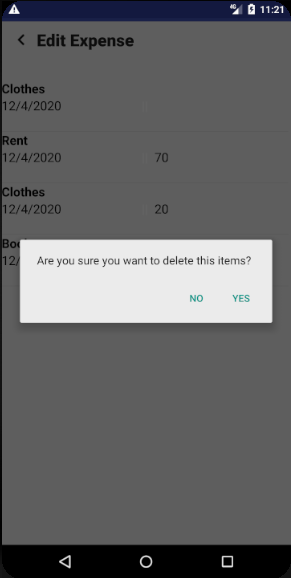 4G 11:21
Edit Expense
Clothes
12/4/2020
Rent
12/4/2020 70
Clothes
12/4/2020 20
Are you sure you want to delete this items?
NO YES